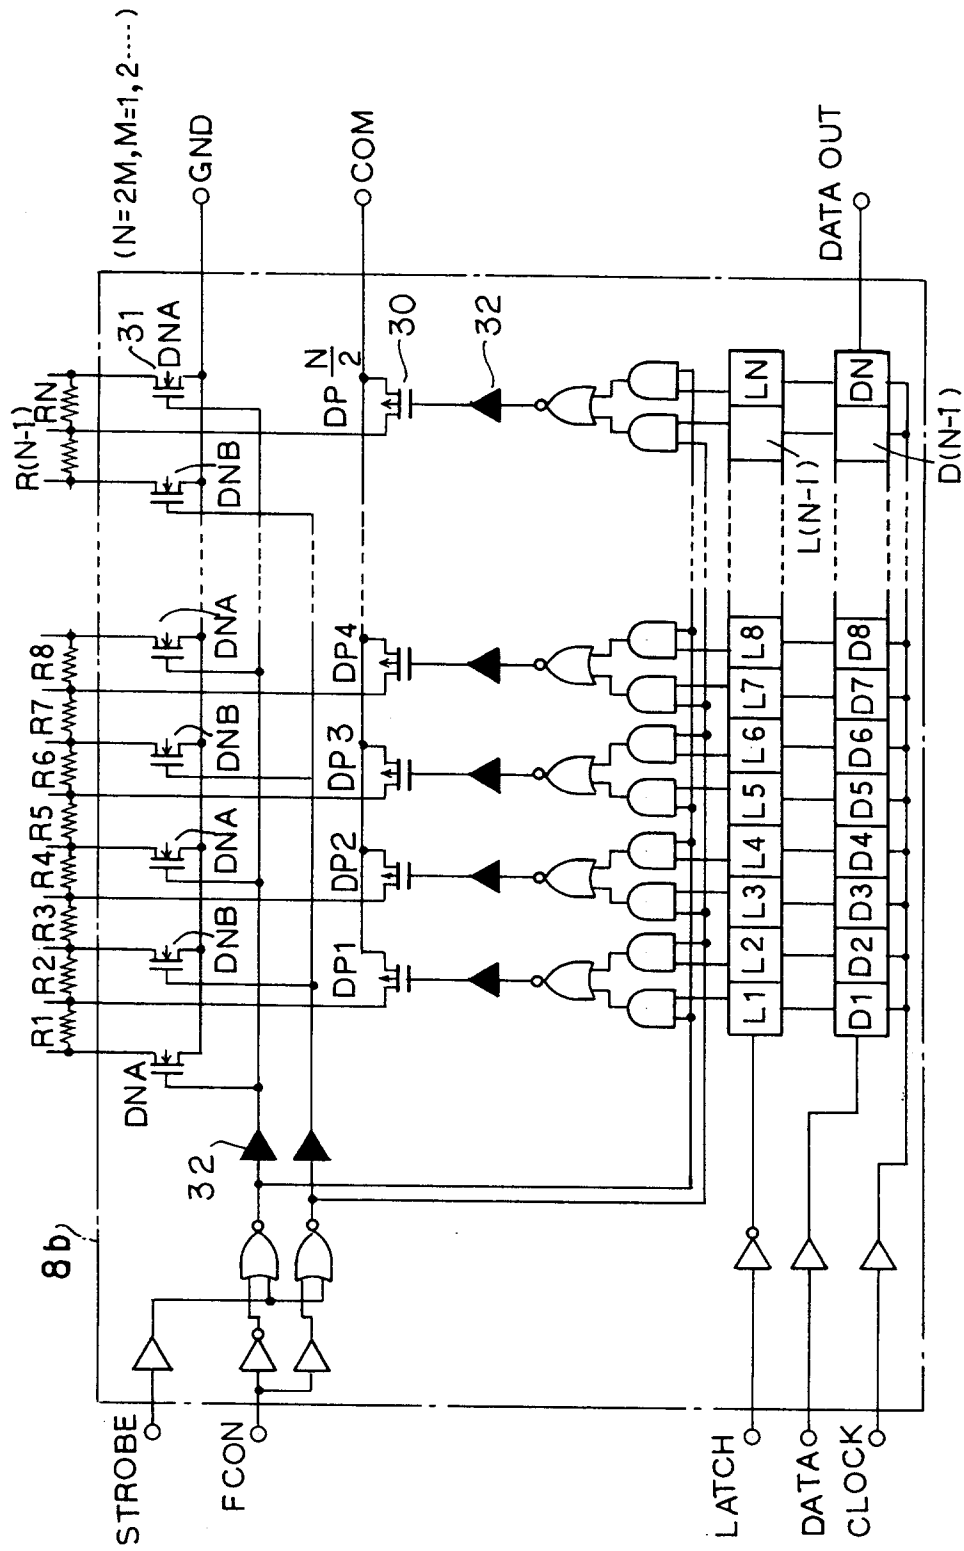 8b
STROBE
FCON
LATCH
DATA
CLOCK
(N=2M, M=1, 2----)
GND
COM
DATA OUT
R1 R2 R3 R4 R5 R6 R7 R8 R(N-1) RN
DNA DNB DNA DNB DNA DNB DNA
31
32
DP1 DP2 DP3 DP4 DP N/2
30
32
L1 L2 L3 L4 L5 L6 L7 L8 LN
L(N-1)
D1 D2 D3 D4 D5 D6 D7 D8 DN
D(N-1)